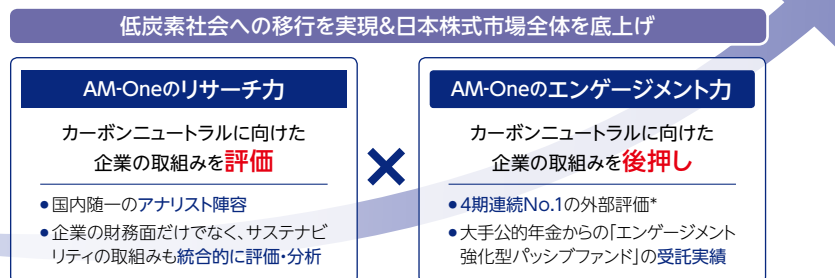 低炭素社会への移行を実現&日本株式市場全体を底上げ
AM-Oneのリサーチ力
カーボンニュートラルに向けた
企業の取組みを評価
●国内随一のアナリスト陣容
●企業の財務面だけでなく、サステナビ
リティの取組みも統合的に評価・分析
×
AM-Oneのエンゲージメント力
カーボンニュートラルに向けた
企業の取組みを後押し
●4期連続No.1の外部評価*
●大手公的年金からの「エンゲージメント
強化型パッシブファンド」の受託実績